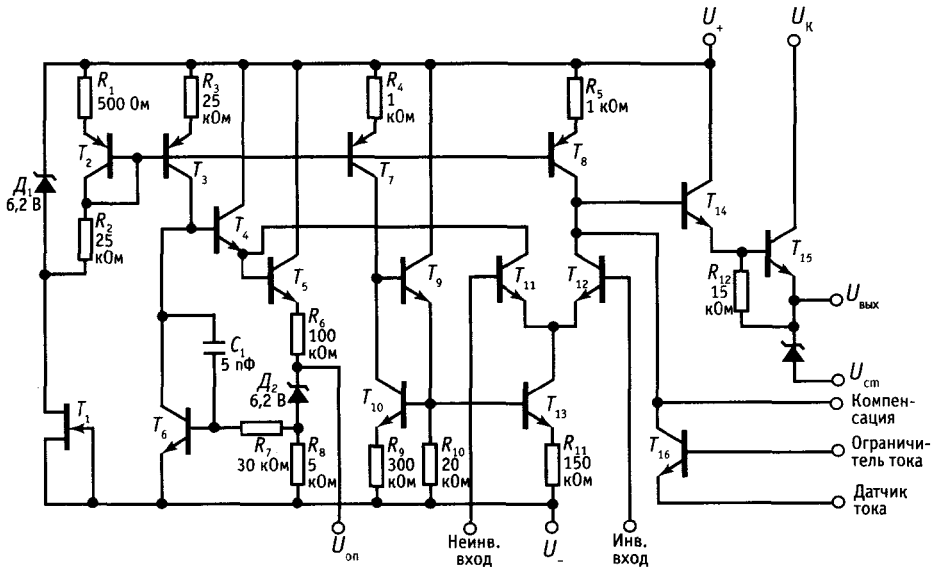 U₊
Uк
R₁
500 Ом
R₃
25
кОм
R₄
1
кОм
R₅
1 кОм
T₂
T₃
T₇
T₈
Д₁
6,2 В
R₂
25
кОм
T₄
T₅
T₉
T₁₁
T₁₂
T₁₄
T₁₅
R₁₂
15
кОм
Uвых
C₁
5 пФ
R₆
100
кОм
Д₂
6,2 В
Uст
T₁
T₆
R₇
30 кОм
R₈
5
кОм
T₁₀
R₉
300
кОм
R₁₀
20
кОм
T₁₃
R₁₁
150
кОм
T₁₆
Компен-
сация
Ограничи-
тель тока
Датчик
тока
Uоп
Неинв.
вход
U₋
Инв.
вход